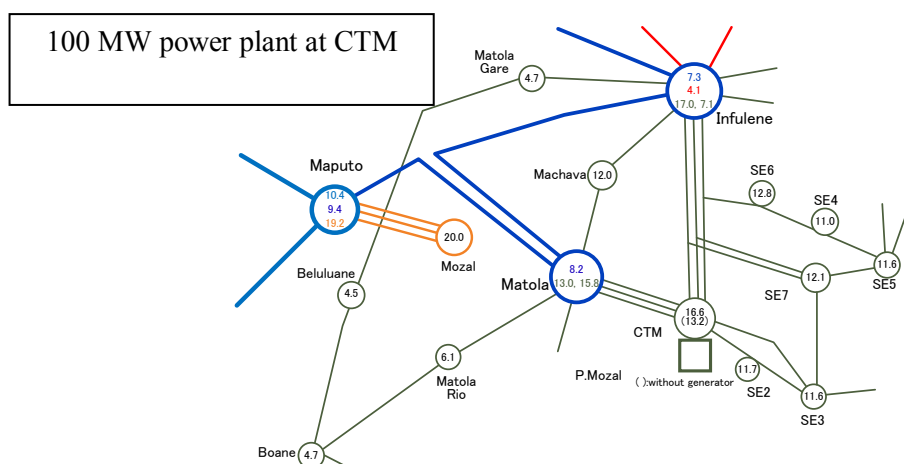 100 MW power plant at CTM
Matola
Gare
4.7
7.3
4.1
17.0, 7.1
Infulene
Maputo
10.4
9.4
19.2
Machava
12.0
SE6
12.8
SE4
11.0
20.0
Mozal
8.2
13.0, 15.8
Matola
11.6
SE5
12.1
SE7
Beluluane
4.5
16.6
(13.2)
CTM
6.1
Matola
Rio
P.Mozal
( ):without generator
11.7
SE2
11.6
SE3
Boane
4.7